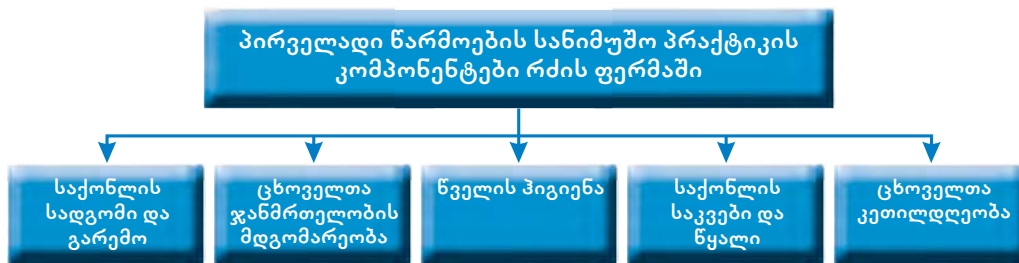 პირველადი წარმოების სანიმუშო პრაქტიკის
კომპონენტები რძის ფერმაში
საქონლის
სადგომი და
გარემო
ცხოველთა
ჯანმრთელობის
მდგომარეობა
წველის ჰიგიენა
საქონლის
საკვები და
წყალი
ცხოველთა
კეთილდღეობა